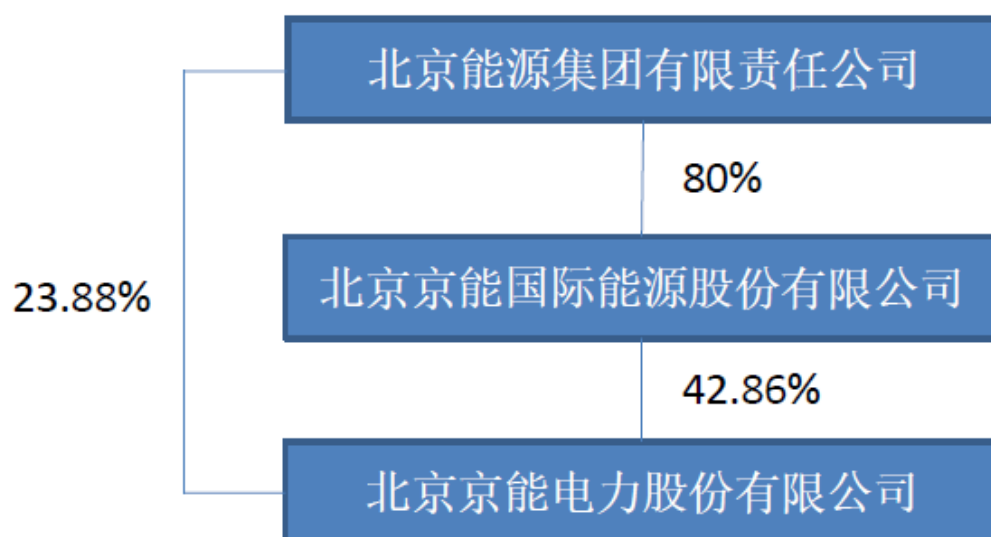 北京能源集团有限责任公司
80%
北京京能国际能源股份有限公司
23.88%
42.86%
北京京能电力股份有限公司